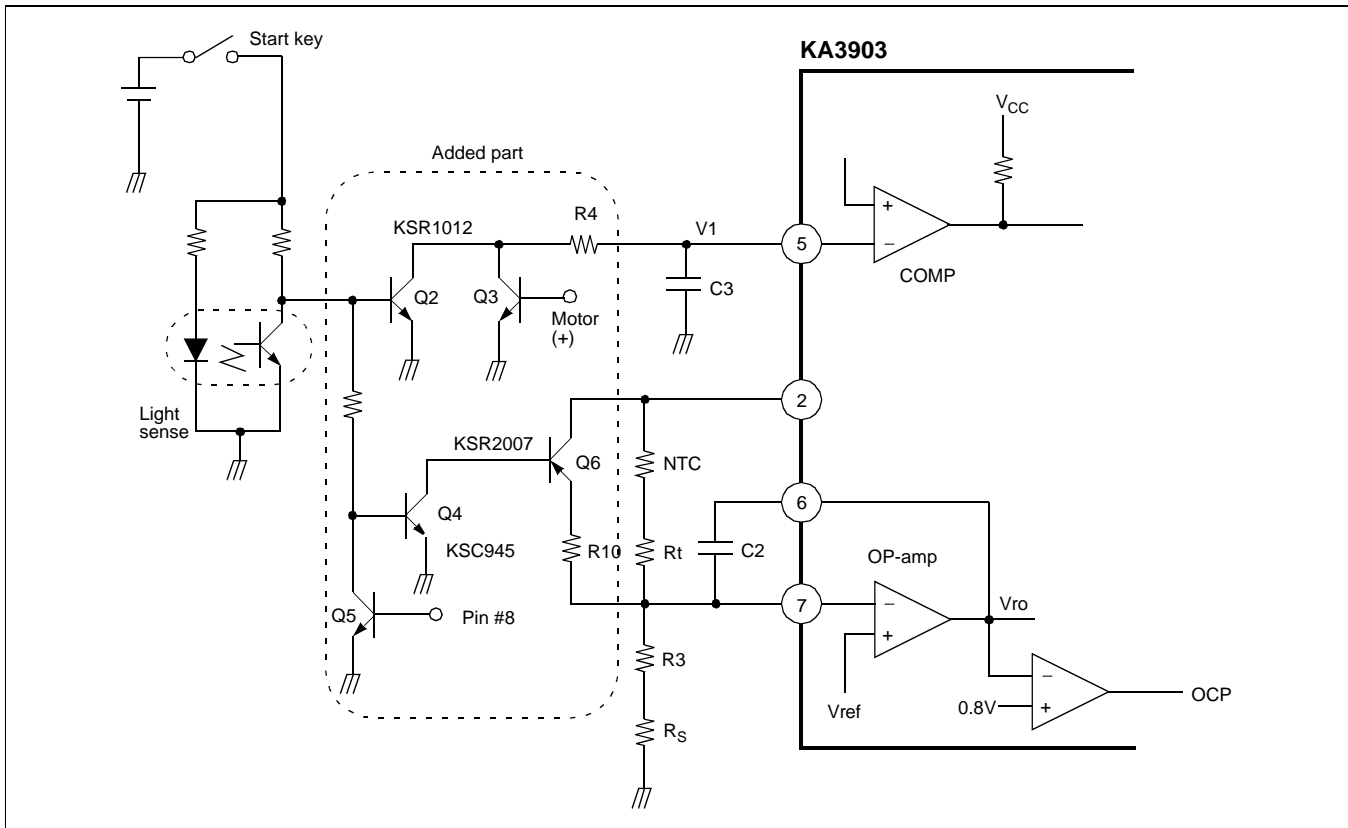 Start key
KA3903
VCC
Added part
KSR1012
R4
V1
5
+
−
COMP
Q2
Q3
C3
Motor
(+)
Light
sense
2
KSR2007
Q6
NTC
6
Q4
KSC945
R10
Rt
C2
OP-amp
7
−
+
Vro
Q5
Pin #8
R3
Vref
−
0.8V
+
OCP
RS